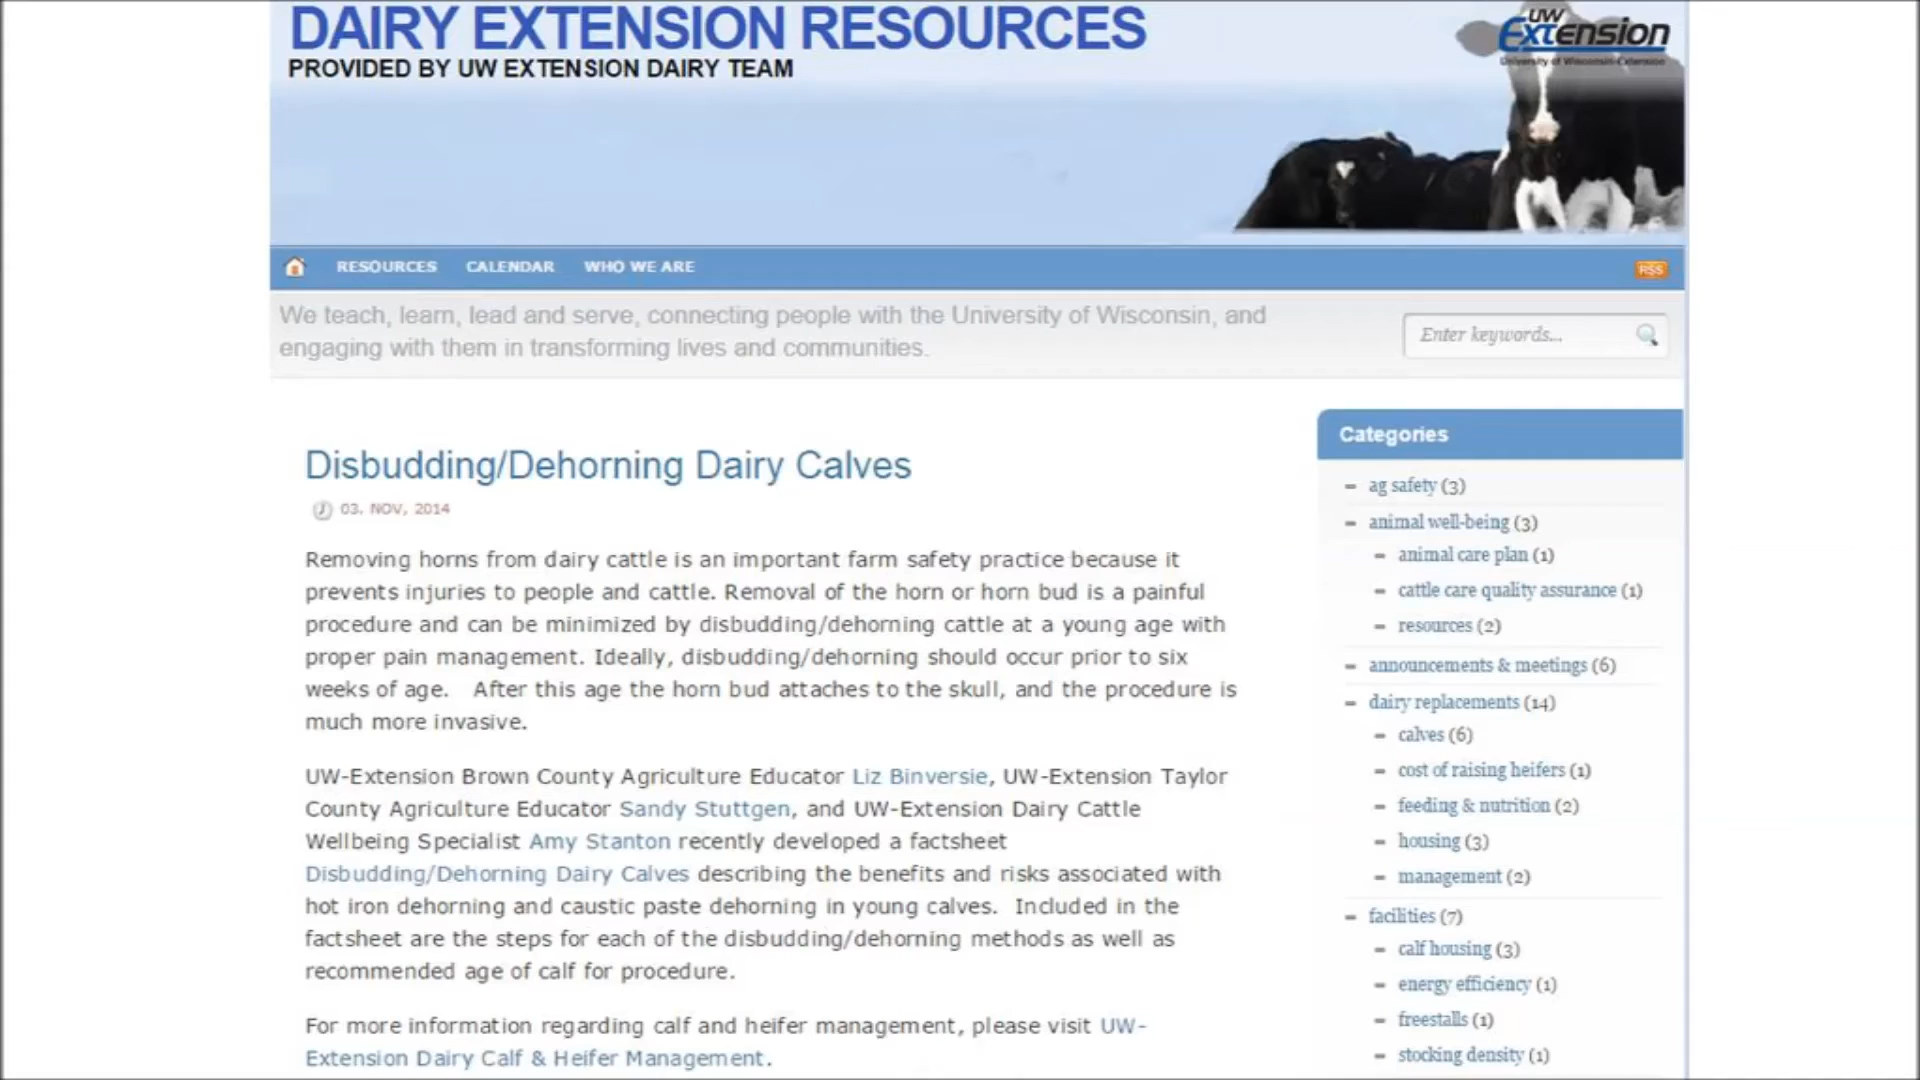 DAIRY EXTENSION RESOURCES
PROVIDED BY UW EXTENSION DAIRY TEAM
UW
Extension
University of Wisconsin-Extension
RESOURCES
CALENDAR
WHO WE ARE
RSS
We teach, learn, lead and serve, connecting people with the University of Wisconsin, and
engaging with them in transforming lives and communities.
Enter keywords...
Disbudding/Dehorning Dairy Calves
03. NOV, 2014
Removing horns from dairy cattle is an important farm safety practice because it
prevents injuries to people and cattle. Removal of the horn or horn bud is a painful
procedure and can be minimized by disbudding/dehorning cattle at a young age with
proper pain management. Ideally, disbudding/dehorning should occur prior to six
weeks of age. After this age the horn bud attaches to the skull, and the procedure is
much more invasive.
UW-Extension Brown County Agriculture Educator Liz Binversie, UW-Extension Taylor
County Agriculture Educator Sandy Stuttgen, and UW-Extension Dairy Cattle
Wellbeing Specialist Amy Stanton recently developed a factsheet
Disbudding/Dehorning Dairy Calves describing the benefits and risks associated with
hot iron dehorning and caustic paste dehorning in young calves. Included in the
factsheet are the steps for each of the disbudding/dehorning methods as well as
recommended age of calf for procedure.
For more information regarding calf and heifer management, please visit UW-
Extension Dairy Calf & Heifer Management.
Categories
ag safety (3)
animal well-being (3)
animal care plan (1)
cattle care quality assurance (1)
resources (2)
announcements & meetings (6)
dairy replacements (14)
calves (6)
cost of raising heifers (1)
feeding & nutrition (2)
housing (3)
management (2)
facilities (7)
calf housing (3)
energy efficiency (1)
freestalls (1)
stocking density (1)